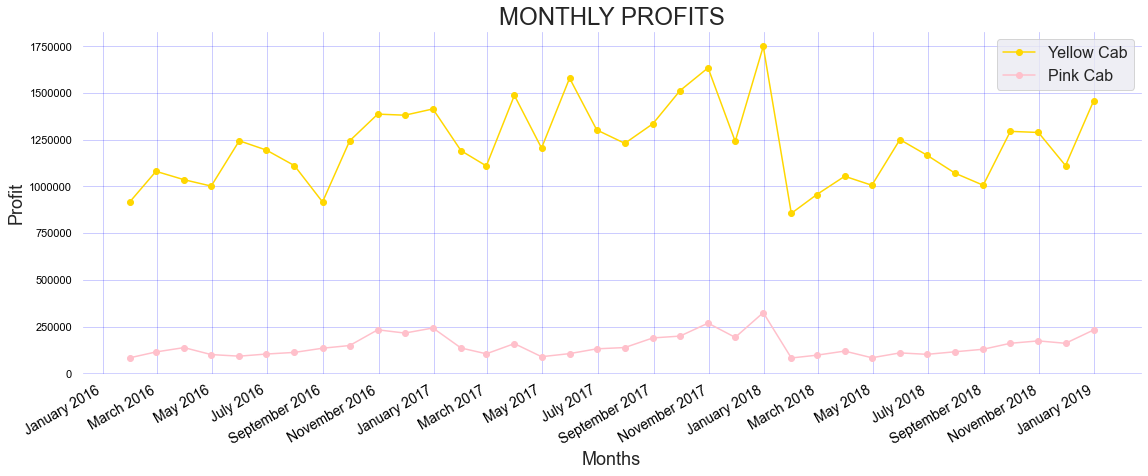 MONTHLY PROFITS
Yellow Cab
Pink Cab
Profit
1750000
1500000
1250000
1000000
750000
500000
250000
0
January 2016
March 2016
May 2016
July 2016
September 2016
November 2016
January 2017
March 2017
May 2017
July 2017
September 2017
November 2017
January 2018
March 2018
May 2018
July 2018
September 2018
November 2018
January 2019
Months